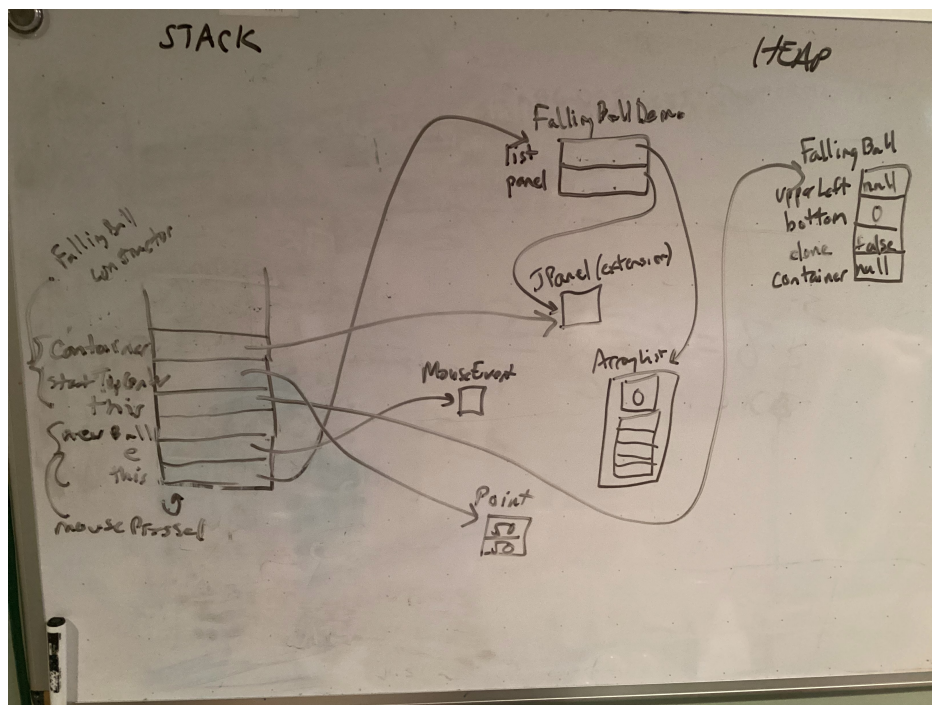 STACK
HEAP
FallingBallDemo
list
panel
FallingBall
upperLeft null
bottom 0
done false
container null
FallingBall
constructor
JPanel (extension)
Container
startTopCenter
this
newBall
e
this
mousePressed
MouseEvent
ArrayList
0
Point
50
50